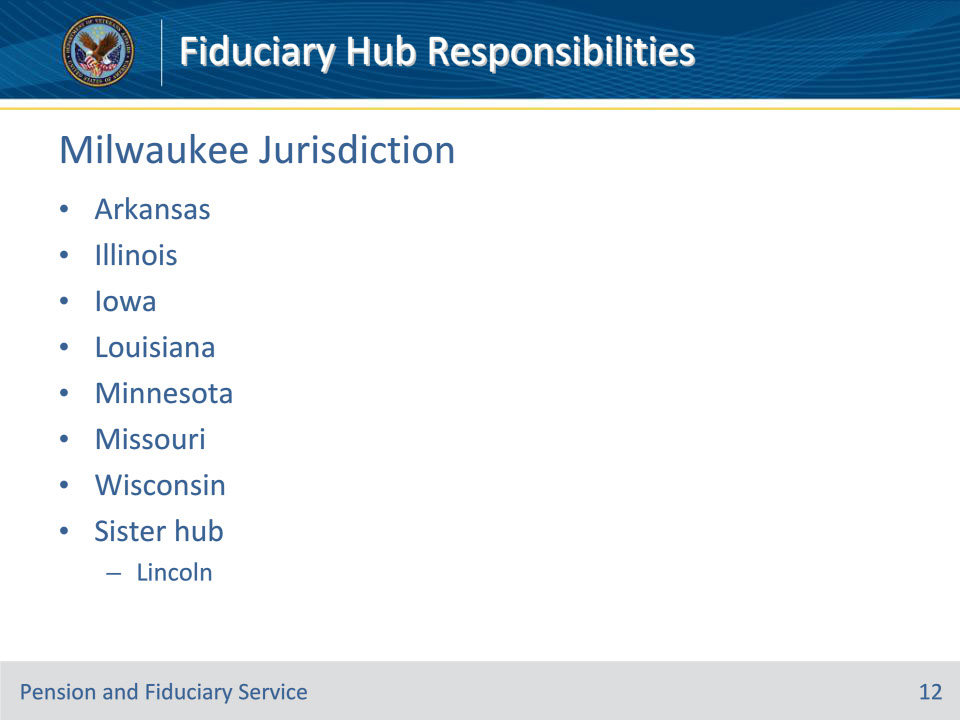 Fiduciary Hub Responsibilities
Milwaukee Jurisdiction
• Arkansas
• Illinois
• Iowa
• Louisiana
• Minnesota
• Missouri
• Wisconsin
• Sister hub
– Lincoln
Pension and Fiduciary Service
12